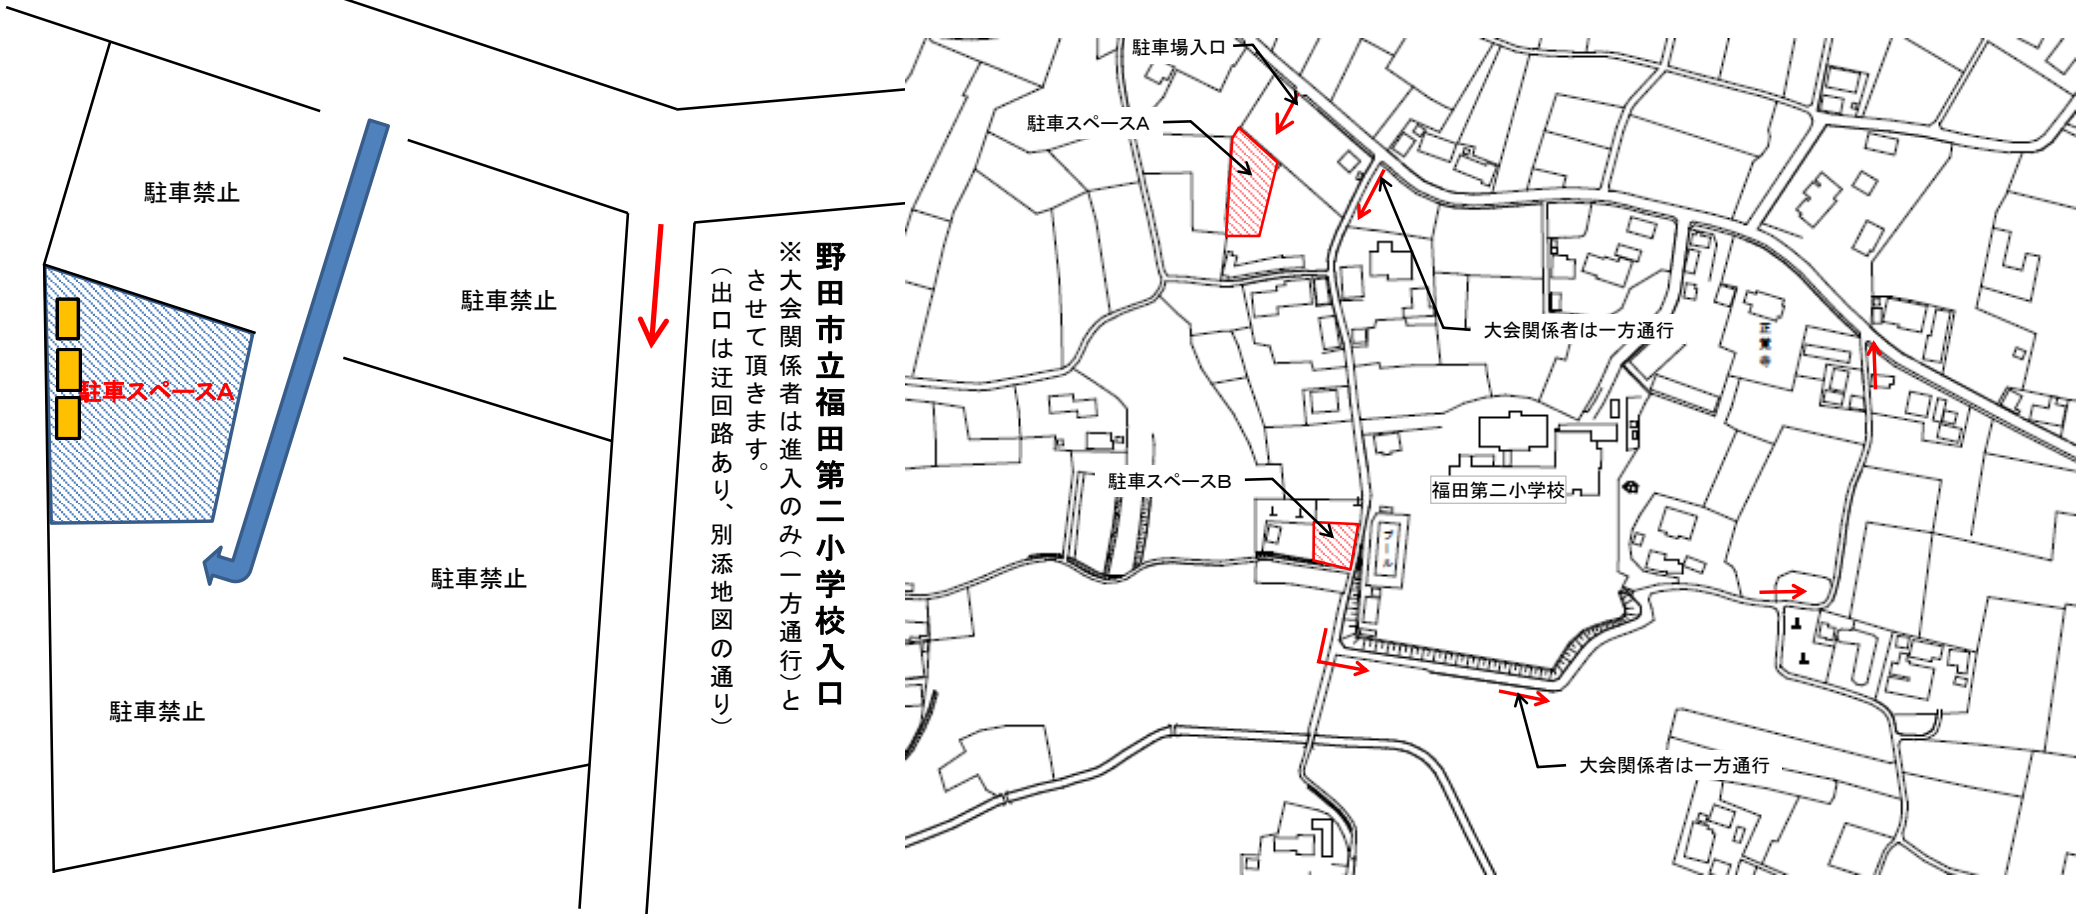 駐車禁止
駐車禁止
駐車スペースA
駐車禁止
駐車禁止
野田市立福田第二小学校入口
※大会関係者は進入のみ（一方通行）と
させて頂きます。
（出口は迂回路あり、別添地図の通り）
駐車場入口
駐車スペースA
大会関係者は一方通行
正覚寺
駐車スペースB
福田第二小学校
プール
大会関係者は一方通行